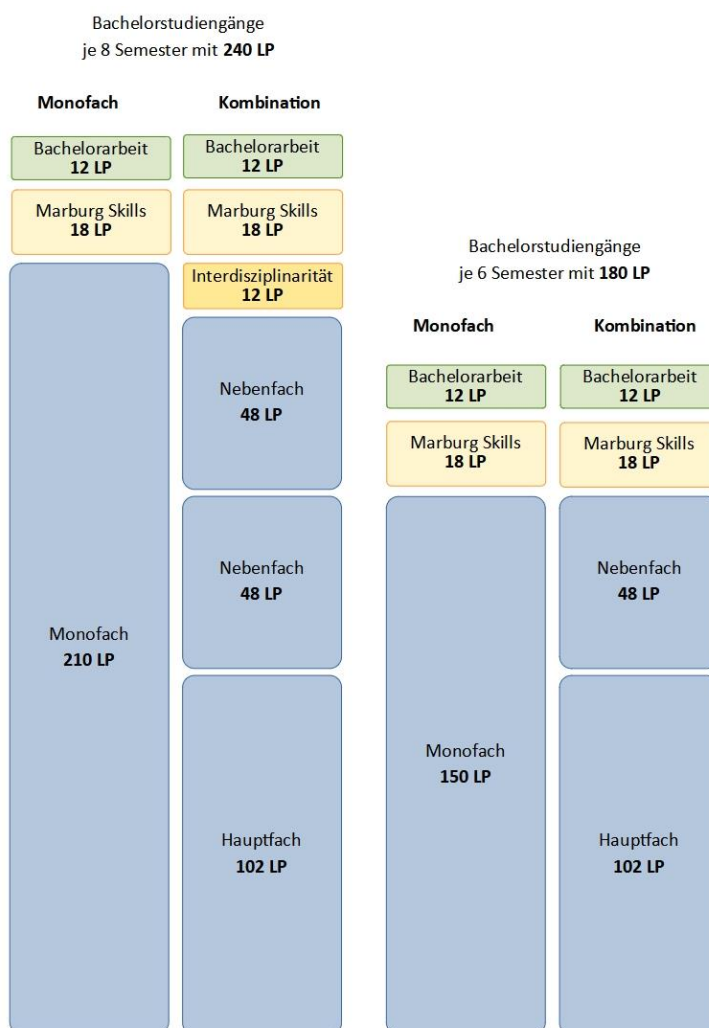 Bachelorstudiengänge
je 8 Semester mit 240 LP
Monofach
Kombination
Bachelorarbeit
12 LP
Marburg Skills
18 LP
Monofach
210 LP
Bachelorarbeit
12 LP
Marburg Skills
18 LP
Interdisziplinarität
12 LP
Nebenfach
48 LP
Nebenfach
48 LP
Hauptfach
102 LP
Bachelorstudiengänge
je 6 Semester mit 180 LP
Monofach
Kombination
Bachelorarbeit
12 LP
Marburg Skills
18 LP
Monofach
150 LP
Bachelorarbeit
12 LP
Marburg Skills
18 LP
Nebenfach
48 LP
Hauptfach
102 LP